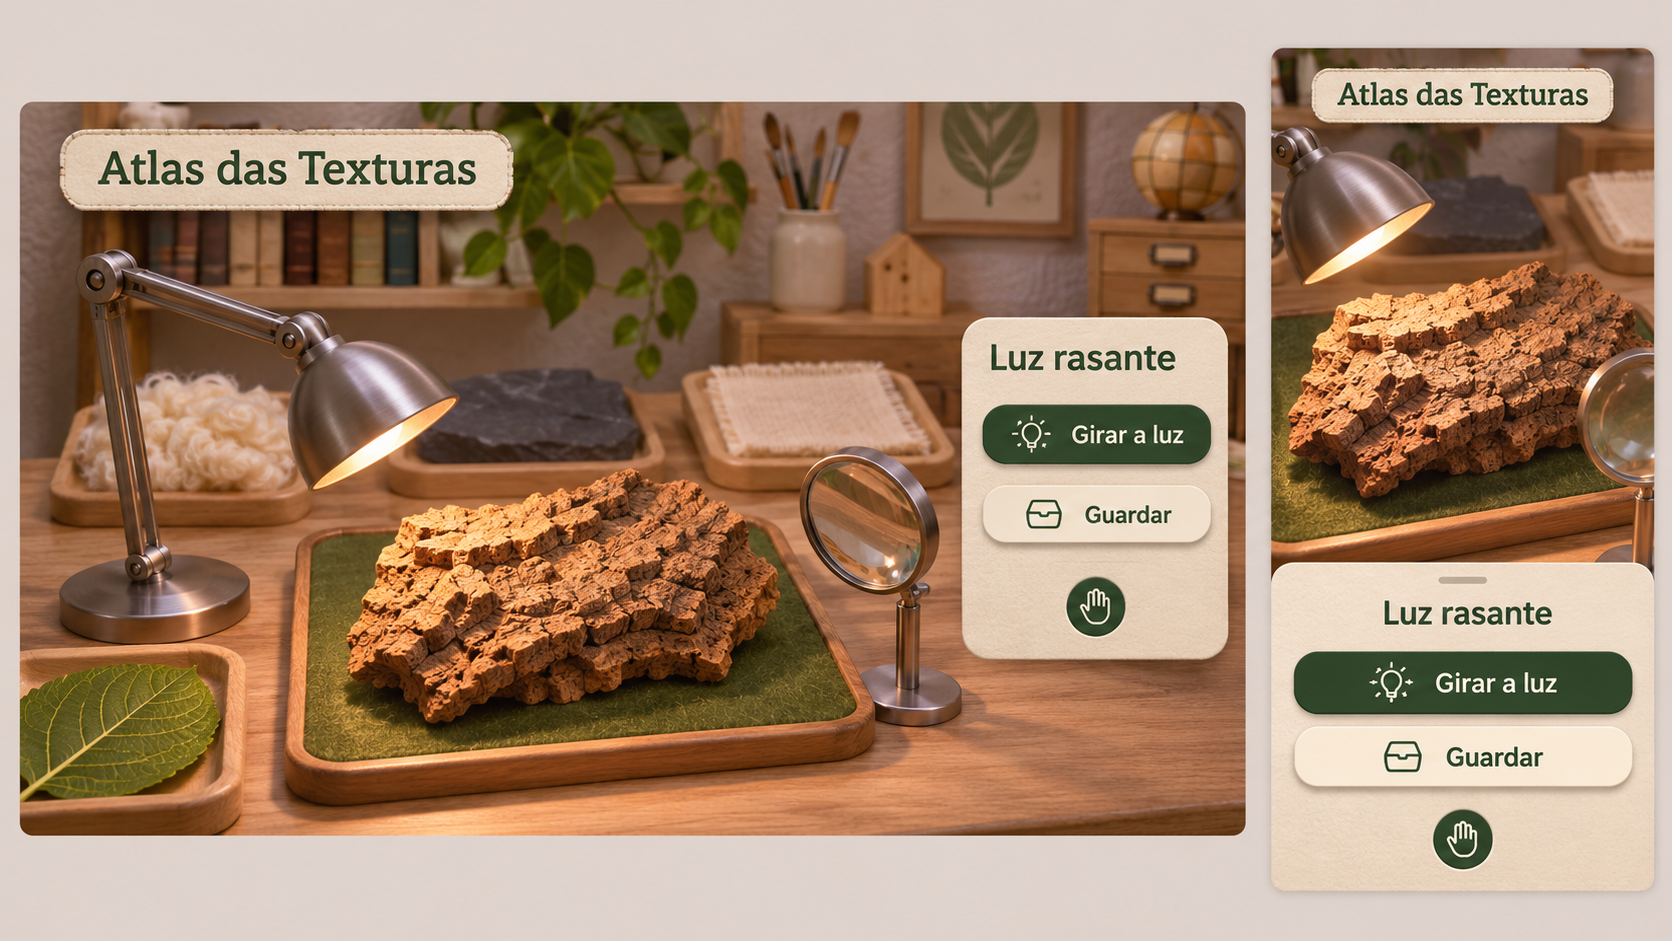 Atlas das Texturas
Luz rasante
Girar a luz
Guardar
Atlas das Texturas
Luz rasante
Girar a luz
Guardar